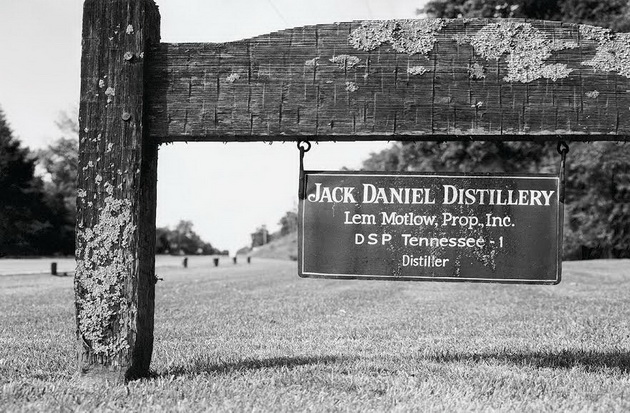 JACK DANIEL DISTILLERY
Lem Motlow, Prop., Inc.
DSP Tennessee-1
Distiller